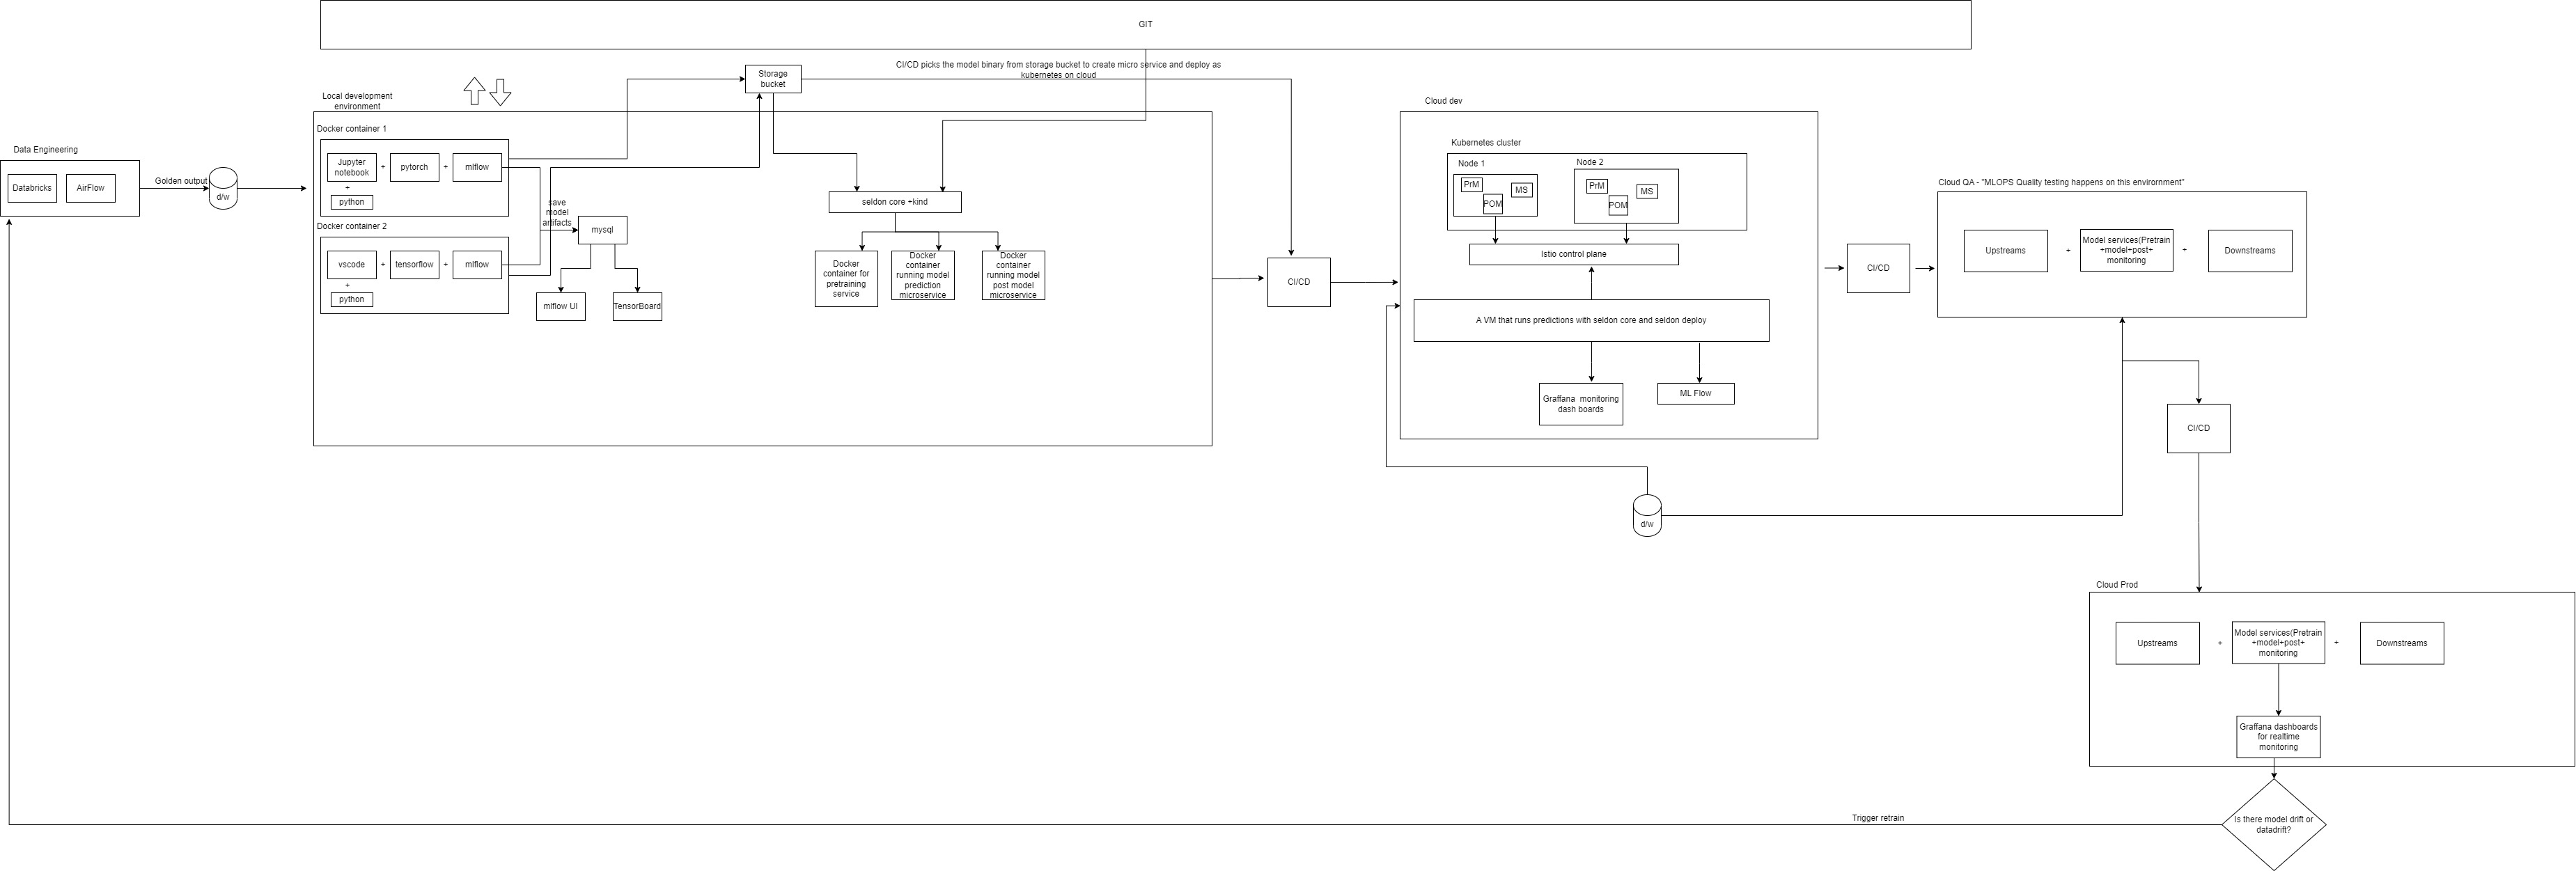 GIT
CI/CD picks the model binary from storage bucket to create micro service and deploy as
kubernetes on cloud
Storage
bucket
Local development
environment
Data Engineering
Databricks
AirFlow
Golden output
d/w
Docker container 1
Jupyter
notebook
+
pytorch
+
mlflow
+
python
Docker container 2
vscode
+
tensorflow
+
mlflow
+
python
save
model
artifacts
mysql
mlflow UI
TensorBoard
seldon core +kind
Docker
container for
pretraining
service
Docker
container
running model
prediction
microservice
Docker
container
running model
post model
microservice
CI/CD
Cloud dev
Kubernetes cluster
Node 1
PrM
MS
POM
Node 2
PrM
MS
POM
Istio control plane
A VM that runs predictions with seldon core and seldon deploy
Graffana monitoring
dash boards
ML Flow
d/w
CI/CD
Cloud QA - "MLOPS Quality testing happens on this envirornment"
Upstreams
+
Model services(Pretrain
+model+post+
monitoring
+
Downstreams
CI/CD
Cloud Prod
Upstreams
+
Model services(Pretrain
+model+post+
monitoring
+
Downstreams
Graffana dashboards
for realtime
monitoring
Is there model drift or
datadrift?
Trigger retrain